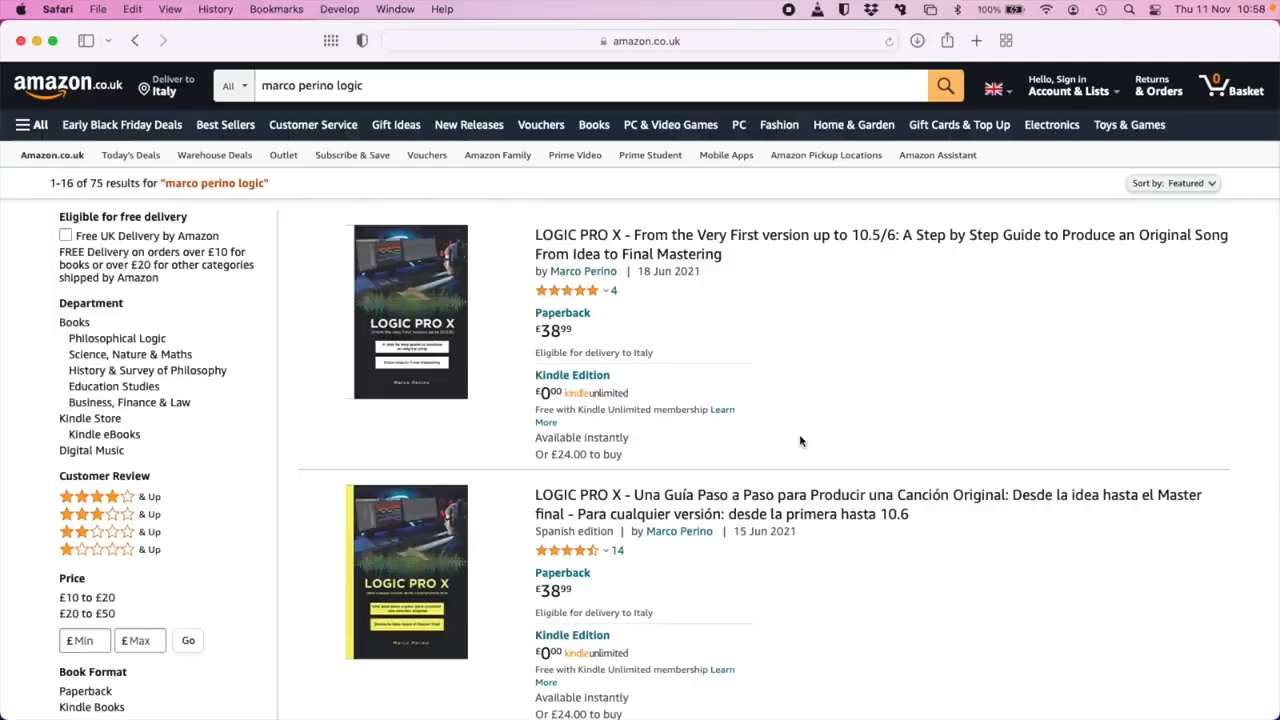 Safari File Edit View History Bookmarks Develop Window Help 100% Thu 11 Nov 10:58
amazon.co.uk
amazon.co.uk Deliver to Italy All marco perino logic Hello, Sign in Account & Lists Returns & Orders 0 Basket
All Early Black Friday Deals Best Sellers Customer Service Gift Ideas New Releases Vouchers Books PC & Video Games PC Fashion Home & Garden Gift Cards & Top Up Electronics Toys & Games
Amazon.co.uk Today's Deals Warehouse Deals Outlet Subscribe & Save Vouchers Amazon Family Prime Video Prime Student Mobile Apps Amazon Pickup Locations Amazon Assistant
1-16 of 75 results for "marco perino logic" Sort by: Featured
Eligible for free delivery
Free UK Delivery by Amazon
FREE Delivery on orders over £10 for
books or over £20 for other categories
shipped by Amazon
Department
Books
Philosophical Logic
Science, Nature & Maths
History & Survey of Philosophy
Education Studies
Business, Finance & Law
Kindle Store
Kindle eBooks
Digital Music
Customer Review
& Up
& Up
& Up
& Up
Price
£10 to £20
£20 to £50
£ Min £ Max Go
Book Format
Paperback
Kindle Books
LOGIC PRO X
Marco Perino
LOGIC PRO X - From the Very First version up to 10.5/6: A Step by Step Guide to Produce an Original Song
From Idea to Final Mastering
by Marco Perino | 18 Jun 2021
4
Paperback
£3899
Eligible for delivery to Italy
Kindle Edition
£000 kindleunlimited
Free with Kindle Unlimited membership Learn
More
Available instantly
Or £24.00 to buy
LOGIC PRO X
Marco Perino
LOGIC PRO X - Una Guía Paso a Paso para Producir una Canción Original: Desde la idea hasta el Master
final - Para cualquier versión: desde la primera hasta 10.6
Spanish edition | by Marco Perino | 15 Jun 2021
14
Paperback
£3899
Eligible for delivery to Italy
Kindle Edition
£000 kindleunlimited
Free with Kindle Unlimited membership Learn
More
Available instantly
Or £24.00 to buy